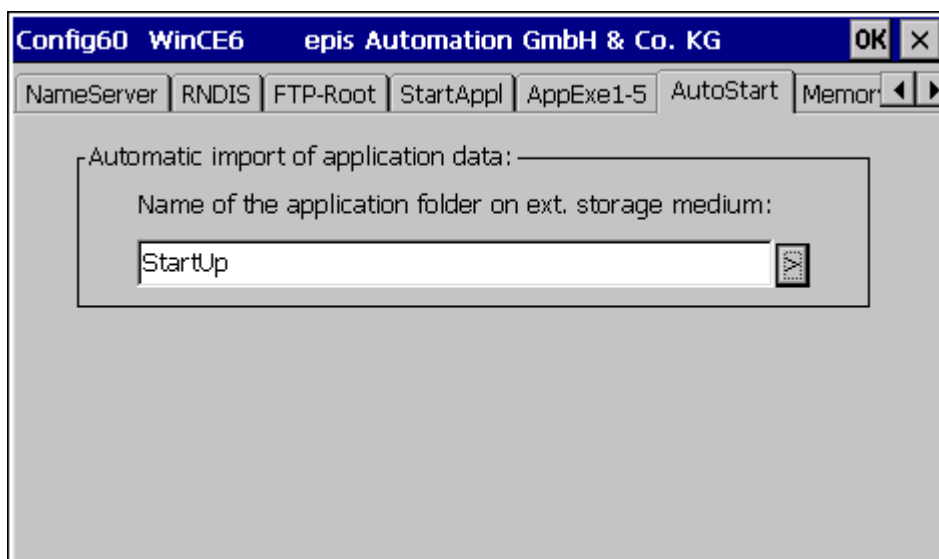 Config60 WinCE6 epis Automation GmbH & Co. KG OK ×
NameServer RNDIS FTP-Root StartAppl AppExe1-5 AutoStart Memor
Automatic import of application data:
Name of the application folder on ext. storage medium:
StartUp >